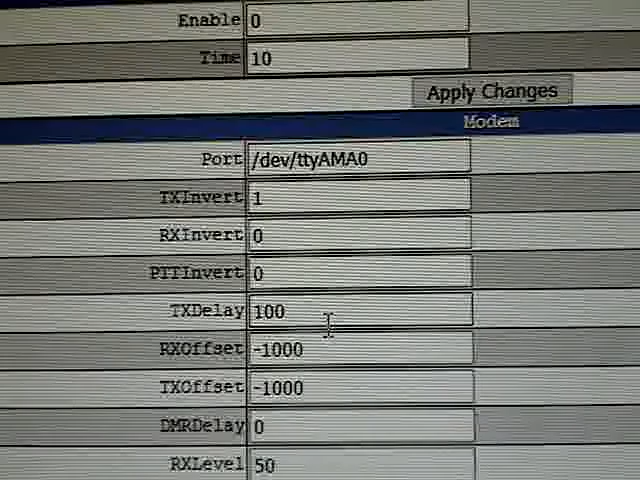 Enable 0
Time 10
Apply Changes
Modem
Port /dev/ttyAMA0
TXInvert 1
RXInvert 0
PTTInvert 0
TXDelay 100
RXOffset -1000
TXOffset -1000
DMRDelay 0
RXLevel 50